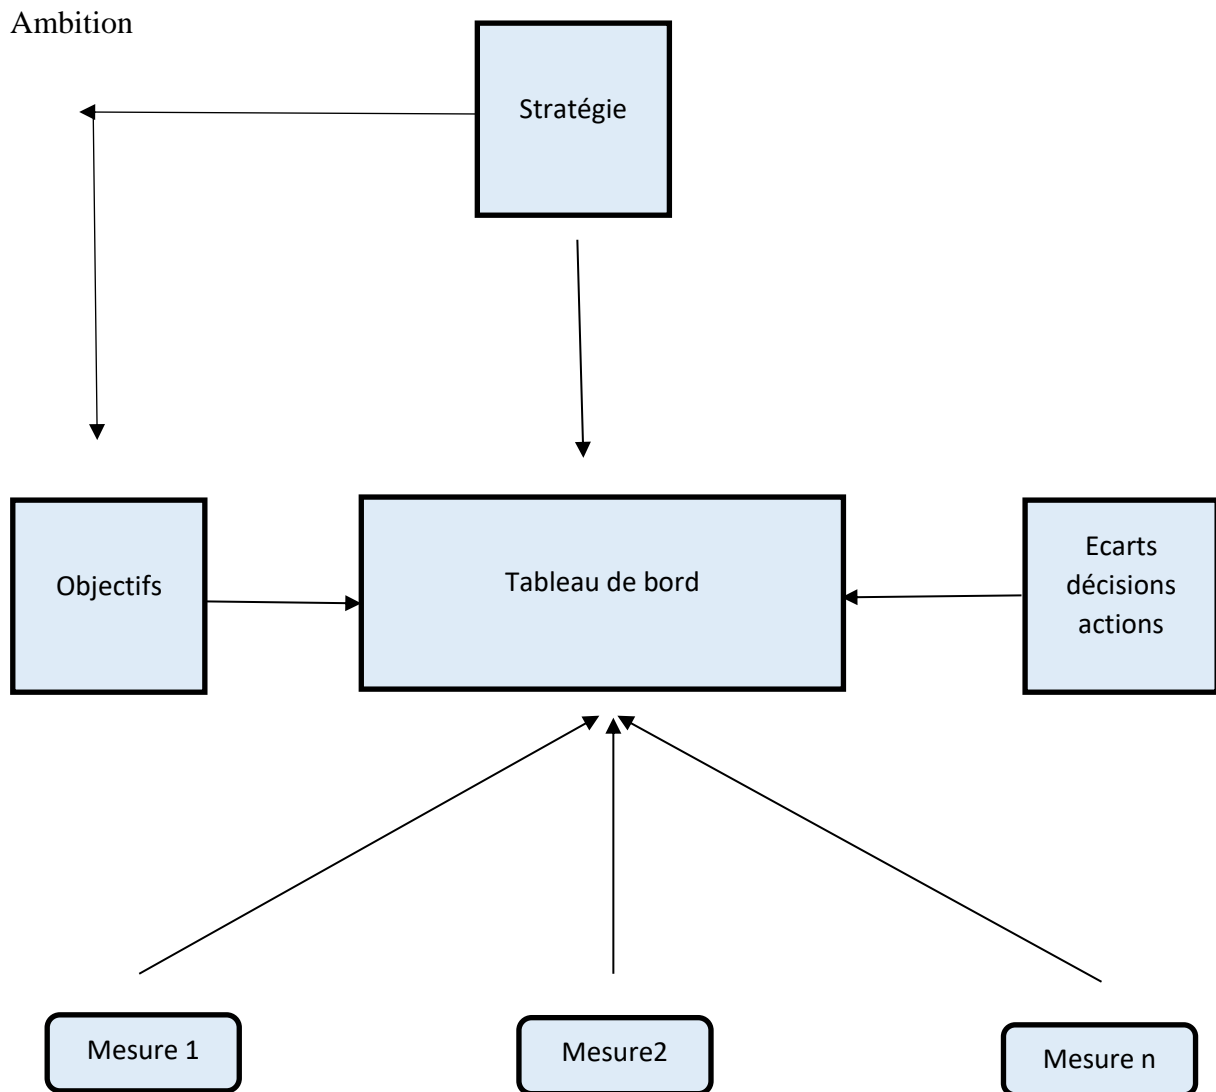 Ambition
Stratégie
Objectifs
Tableau de bord
Ecarts
décisions
actions
Mesure 1
Mesure2
Mesure n